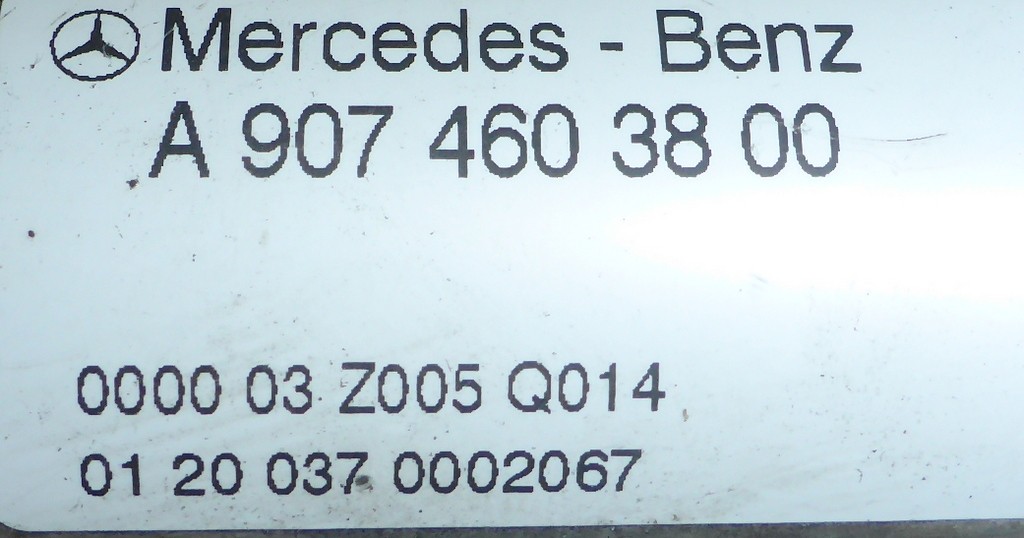 Mercedes - Benz
A 907 460 38 00
0000 03 Z005 Q014
01 20 037 0002067